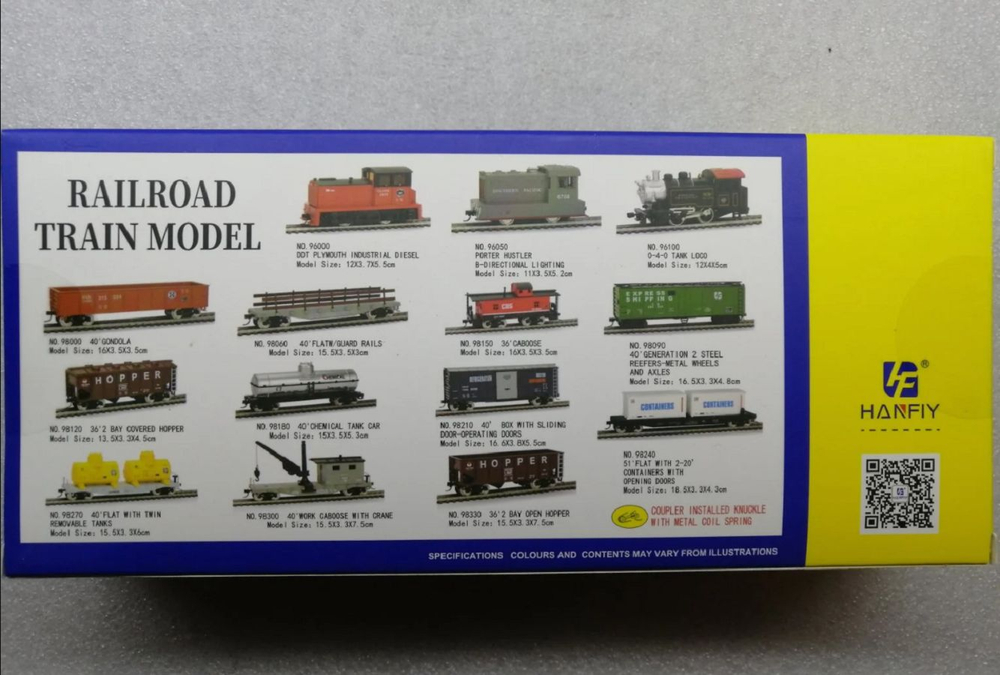 RAILROAD
TRAIN MODEL
NO. 96000
DDT PLYMOUTH INDUSTRIAL DIESEL
Model Size: 12X3.7X5.5cm
NO. 96050
PORTER HUSTLER
B-DIRECTIONAL LIGHTING
Model Size: 11X3.5X5.2cm
NO. 96100
0-4-0 TANK LOCO
Model Size: 12X4X5cm
NO. 98000 40'GONDOLA
Model Size: 16X3.5X3.5cm
NO. 98060 40'FLATW/GUARD RAILS
Model Size: 15.5X3.5X3cm
NO. 98150 36'CABOOSE
Model Size: 16X3.5X3.5cm
EXPRESS
SHIPPING
NO. 98090
40'GENERATION 2 STEEL
REEFERS-METAL WHEELS
AND AXLES
Model Size: 16.5X3.3X4.8cm
HOPPER
NO. 98120 36'2 BAY COVERED HOPPER
Model Size: 13.5X3.3X4.5cm
CHEMICAL
NO. 98180 40'CHEMICAL TANK CAR
Model Size: 15X3.5X5.3cm
NO. 98210 40' BOX WITH SLIDING
DOOR-OPERATING DOORS
Model Size: 16.6X3.8X5.5cm
CONTAINERS CONTAINERS
NO. 98240
51'FLAT WITH 2-20'
CONTAINERS WITH
OPENING DOORS
Model Size: 18.5X3.3X4.3cm
NO. 98270 40'FLAT WITH TWIN
REMOVABLE TANKS
Model Size: 15.5X3.3X6cm
NO. 98300 40'WORK CABOOSE WITH CRANE
Model Size: 15.5X3.3X7.5cm
HOPPER
NO. 98330 36'2 BAY OPEN HOPPER
Model Size: 15.5X3.3X7.5cm
COUPLER INSTALLED KNUCKLE
WITH METAL COIL SPRING
SPECIFICATIONS COLOURS AND CONTENTS MAY VARY FROM ILLUSTRATIONS
®
HANFIY